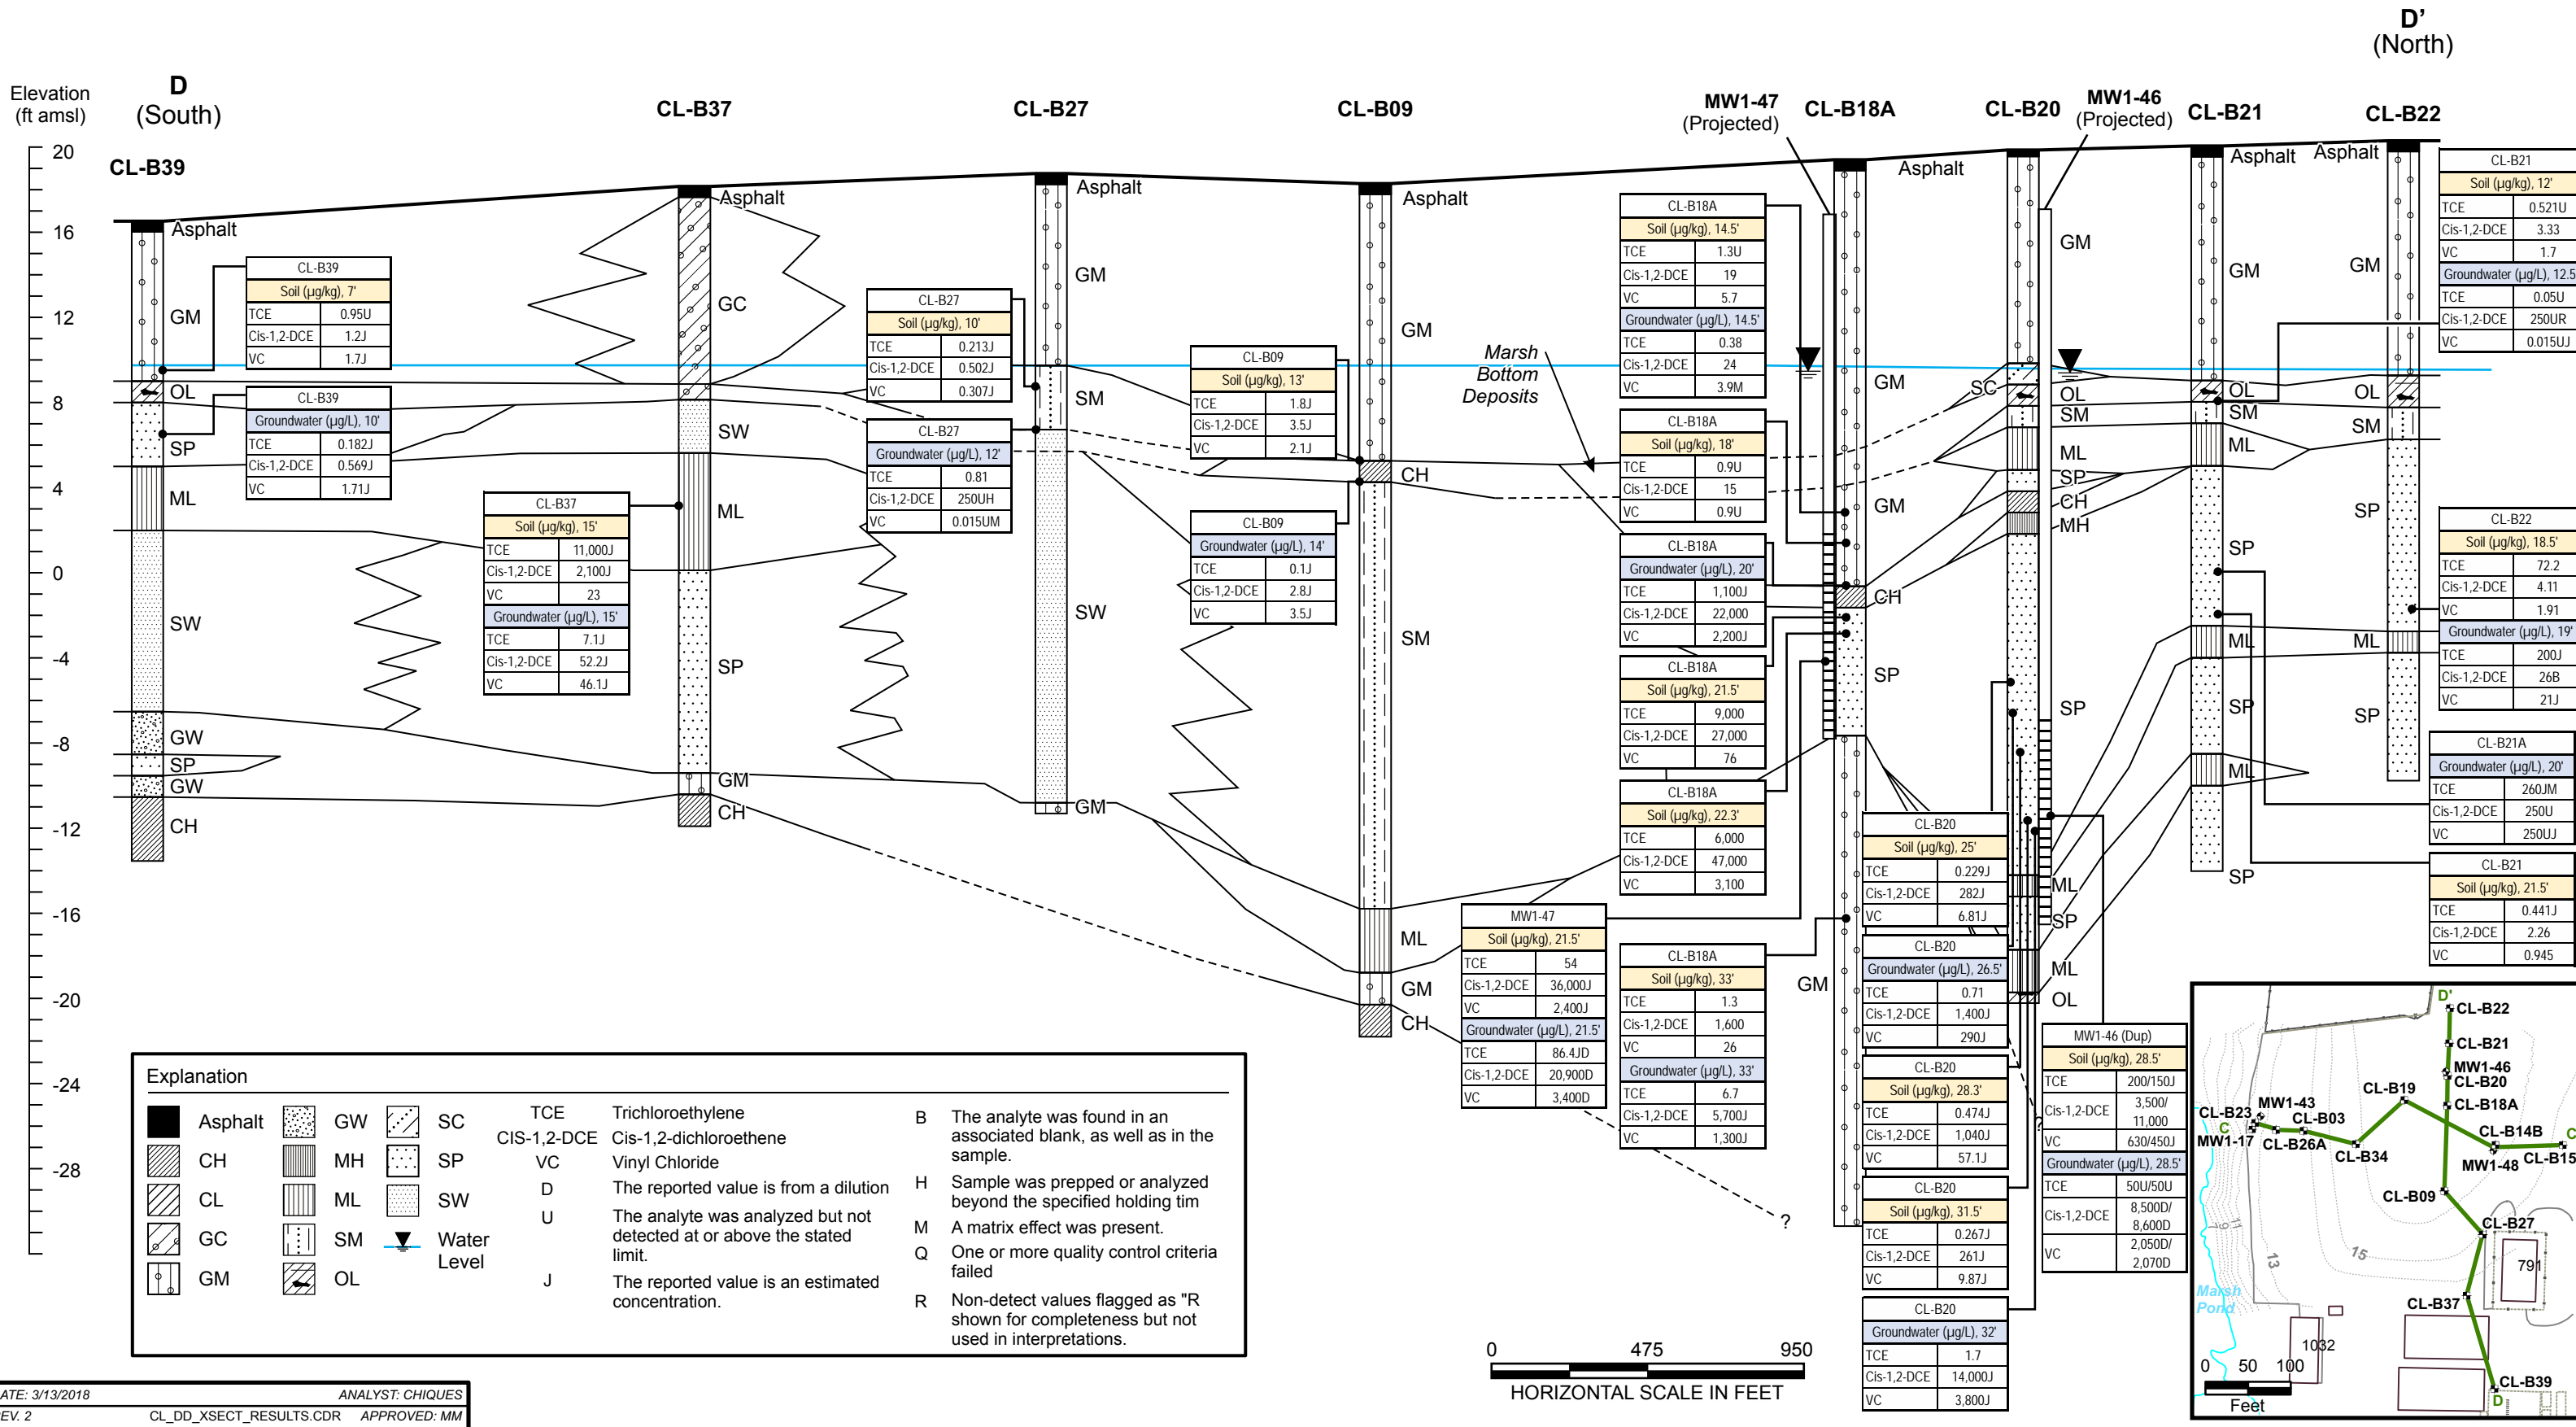 D'
(North)
D
(South)
Elevation
(ft amsl)
CL-B39
CL-B37
CL-B27
CL-B09
MW1-47
(Projected)
CL-B18A
CL-B20
MW1-46
(Projected)
CL-B21
CL-B22
20
16
12
8
4
0
-4
-8
-12
-16
-20
-24
-28
Asphalt
GM
OL
SP
ML
SW
GW
SP
GW
CH
CL-B39
Soil (µg/kg), 7'
TCE 0.95U
Cis-1,2-DCE 1.2J
VC 1.7J
CL-B39
Groundwater (µg/L), 10'
TCE 0.182J
Cis-1,2-DCE 0.569J
VC 1.71J
Asphalt
GC
SW
ML
SP
GM
CH
CL-B37
Soil (µg/kg), 15'
TCE 11,000J
Cis-1,2-DCE 2,100J
VC 23
Groundwater (µg/L), 15'
TCE 7.1J
Cis-1,2-DCE 52.2J
VC 46.1J
Asphalt
GM
SM
SW
GM
CL-B27
Soil (µg/kg), 10'
TCE 0.213J
Cis-1,2-DCE 0.502J
VC 0.307J
CL-B27
Groundwater (µg/L), 12'
TCE 0.81
Cis-1,2-DCE 250UH
VC 0.015UM
Asphalt
GM
CH
SM
ML
GM
CH
CL-B09
Soil (µg/kg), 13'
TCE 1.8J
Cis-1,2-DCE 3.5J
VC 2.1J
CL-B09
Groundwater (µg/L), 14'
TCE 0.1J
Cis-1,2-DCE 2.8J
VC 3.5J
Marsh
Bottom
Deposits
CL-B18A
Soil (µg/kg), 14.5'
TCE 1.3U
Cis-1,2-DCE 19
VC 5.7
Groundwater (µg/L), 14.5'
TCE 0.38
Cis-1,2-DCE 24
VC 3.9M
CL-B18A
Soil (µg/kg), 18'
TCE 0.9U
Cis-1,2-DCE 15
VC 0.9U
CL-B18A
Groundwater (µg/L), 20'
TCE 1,100J
Cis-1,2-DCE 22,000
VC 2,200J
CL-B18A
Soil (µg/kg), 21.5'
TCE 9,000
Cis-1,2-DCE 27,000
VC 76
CL-B18A
Soil (µg/kg), 22.3'
TCE 6,000
Cis-1,2-DCE 47,000
VC 3,100
MW1-47
Soil (µg/kg), 21.5'
TCE 54
Cis-1,2-DCE 36,000J
VC 2,400J
Groundwater (µg/L), 21.5'
TCE 86.4JD
Cis-1,2-DCE 20,900D
VC 3,400D
CL-B18A
Soil (µg/kg), 33'
TCE 1.3
Cis-1,2-DCE 1,600
VC 26
Groundwater (µg/L), 33'
TCE 6.7
Cis-1,2-DCE 5,700J
VC 1,300J
Asphalt
GM
GM
CH
SP
GM
?
CL-B20
Soil (µg/kg), 25'
TCE 0.229J
Cis-1,2-DCE 282J
VC 6.81J
CL-B20
Groundwater (µg/L), 26.5'
TCE 0.71
Cis-1,2-DCE 1,400J
VC 290J
CL-B20
Soil (µg/kg), 28.3'
TCE 0.474J
Cis-1,2-DCE 1,040J
VC 57.1J
CL-B20
Soil (µg/kg), 31.5'
TCE 0.267J
Cis-1,2-DCE 261J
VC 9.87J
CL-B20
Groundwater (µg/L), 32'
TCE 1.7
Cis-1,2-DCE 14,000J
VC 3,800J
GM
SC
OL
SM
ML
SP
CH
MH
SP
ML
SP
ML
OL
?
MW1-46 (Dup)
Soil (µg/kg), 28.5'
TCE 200/150J
Cis-1,2-DCE 3,500/
11,000
VC 630/450J
Groundwater (µg/L), 28.5'
TCE 50U/50U
Cis-1,2-DCE 8,500D/
8,600D
VC 2,050D/
2,070D
Asphalt
GM
OL
SM
ML
SP
ML
SP
ML
SP
Asphalt
GM
OL
SM
SP
ML
SP
CL-B21
Soil (µg/kg), 12'
TCE 0.521U
Cis-1,2-DCE 3.33
VC 1.7
Groundwater (µg/L), 12.5
TCE 0.05U
Cis-1,2-DCE 250UR
VC 0.015UJ
CL-B22
Soil (µg/kg), 18.5'
TCE 72.2
Cis-1,2-DCE 4.11
VC 1.91
Groundwater (µg/L), 19'
TCE 200J
Cis-1,2-DCE 26B
VC 21J
CL-B21A
Groundwater (µg/L), 20'
TCE 260JM
Cis-1,2-DCE 250U
VC 250UJ
CL-B21
Soil (µg/kg), 21.5'
TCE 0.441J
Cis-1,2-DCE 2.26
VC 0.945
Explanation
Asphalt
CH
CL
GC
GM
GW
MH
ML
SM
OL
SC
SP
SW
Water
Level
TCE Trichloroethylene
CIS-1,2-DCE Cis-1,2-dichloroethene
VC Vinyl Chloride
D The reported value is from a dilution
U The analyte was analyzed but not
detected at or above the stated
limit.
J The reported value is an estimated
concentration.
B The analyte was found in an
associated blank, as well as in the
sample.
H Sample was prepped or analyzed
beyond the specified holding tim
M A matrix effect was present.
Q One or more quality control criteria
failed
R Non-detect values flagged as "R
shown for completeness but not
used in interpretations.
0 475 950
HORIZONTAL SCALE IN FEET
D'
CL-B22
CL-B21
MW1-46
CL-B20
CL-B19
CL-B18A
MW1-43
CL-B23
CL-B03
C
MW1-17
CL-B26A
CL-B34
CL-B14B
C
MW1-48
CL-B15
CL-B09
CL-B27
11
9
7
13
15
791
CL-B37
Marsh
Pond
1032
0 50 100
Feet
CL-B39
D
ATE: 3/13/2018 ANALYST: CHIQUES
EV. 2 CL_DD_XSECT_RESULTS.CDR APPROVED: MM